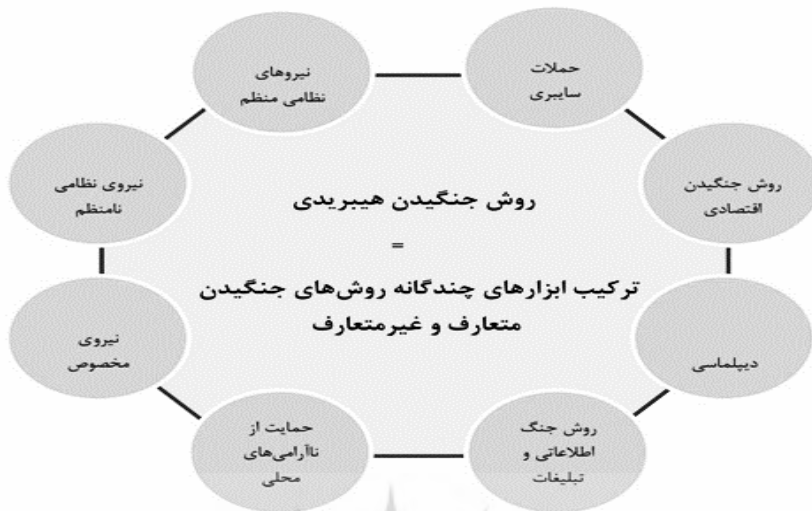 حملات
سایبری
نیروهای
نظامی منظم
روش جنگیدن
اقتصادی
نیروی نظامی
نامنظم
روش جنگیدن هیبریدی
=
ترکیب ابزارهای چندگانه روش‌های جنگیدن
متعارف و غیرمتعارف
دیپلماسی
نیروی
مخصوص
روش جنگ
اطلاعاتی و
تبلیغات
حمایت از
ناآرامی‌های
محلی